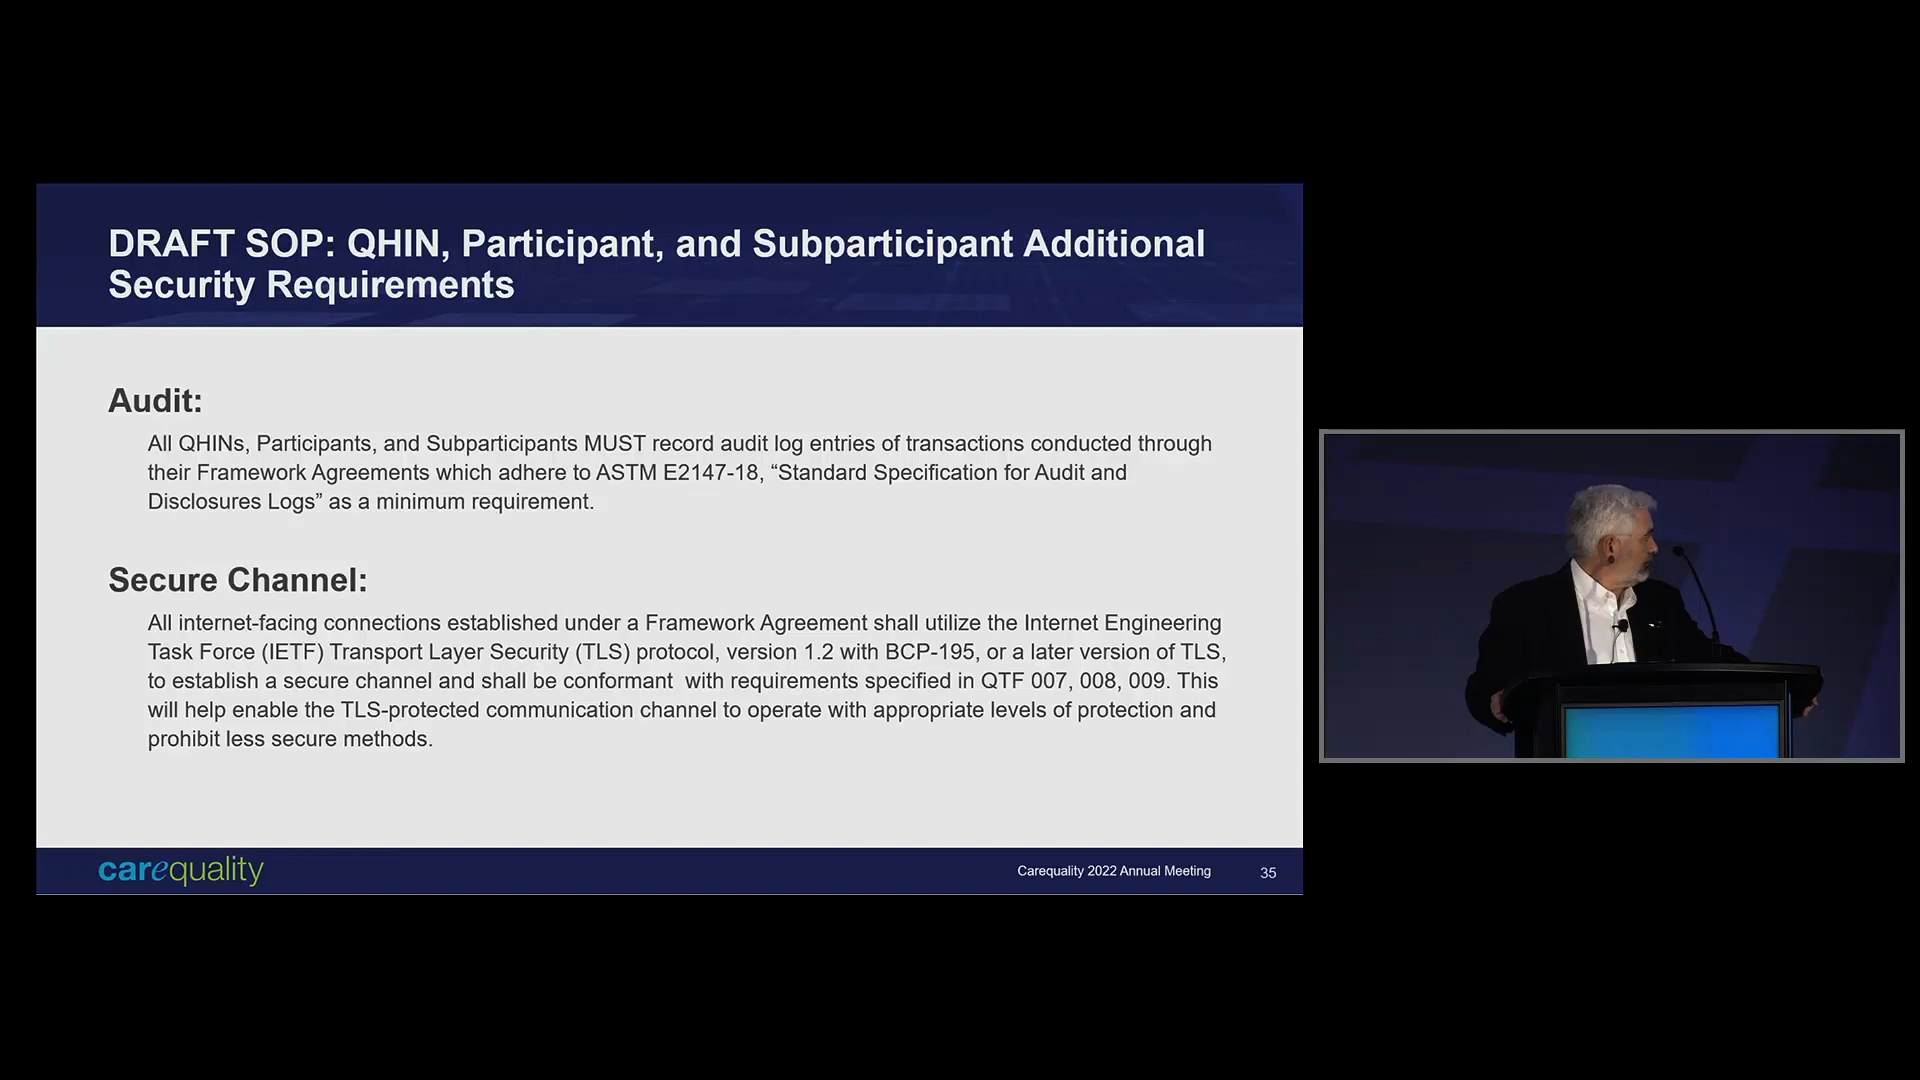 DRAFT SOP: QHIN, Participant, and Subparticipant Additional
Security Requirements
Audit:
All QHINs, Participants, and Subparticipants MUST record audit log entries of transactions conducted through
their Framework Agreements which adhere to ASTM E2147-18, “Standard Specification for Audit and
Disclosures Logs” as a minimum requirement.
Secure Channel:
All internet-facing connections established under a Framework Agreement shall utilize the Internet Engineering
Task Force (IETF) Transport Layer Security (TLS) protocol, version 1.2 with BCP-195, or a later version of TLS,
to establish a secure channel and shall be conformant  with requirements specified in QTF 007, 008, 009. This
will help enable the TLS-protected communication channel to operate with appropriate levels of protection and
prohibit less secure methods.
carequality
Carequality 2022 Annual Meeting
35